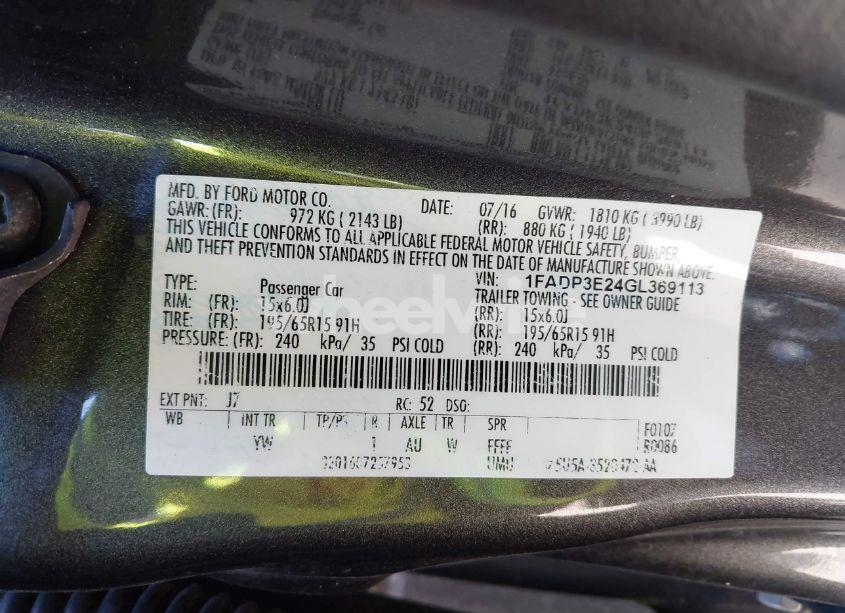 MFD. BY FORD MOTOR CO. DATE: 07/16 GVWR: 1810 KG ( 3990 LB)
GAWR: (FR): 972 KG ( 2143 LB) (RR): 880 KG ( 1940 LB)
THIS VEHICLE CONFORMS TO ALL APPLICABLE FEDERAL MOTOR VEHICLE SAFETY, BUMPER,
AND THEFT PREVENTION STANDARDS IN EFFECT ON THE DATE OF MANUFACTURE SHOWN ABOVE.
VIN: 1FADP3E24GL369113
TYPE: Passenger Car TRAILER TOWING - SEE OWNER GUIDE
RIM: (FR): 15x6.0J (RR): 15x6.0J
TIRE: (FR): 195/65R15 91H (RR): 195/65R15 91H
PRESSURE: (FR): 240 kPa/ 35 PSI COLD (RR): 240 kPa/ 35 PSI COLD
EXT PNT: J7 RC: 52 DSO:
WB INT TR TP/PS R AXLE TR SPR F0107
YW 1 AU W FFFF R0086
UMU